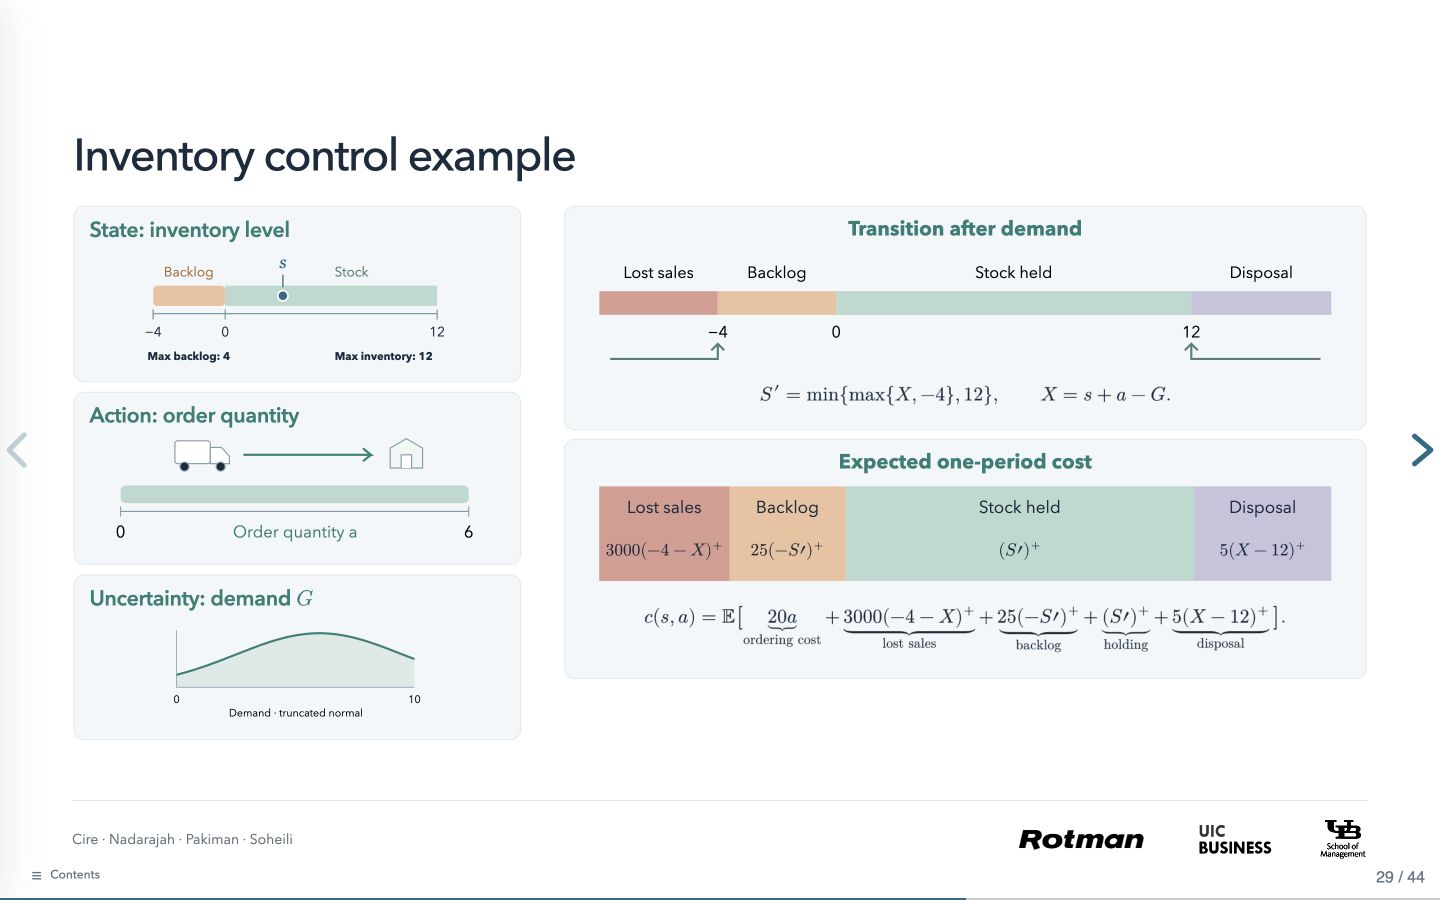 Inventory control example
State: inventory level
s
Backlog Stock
−4 0 12
Max backlog: 4 Max inventory: 12
Action: order quantity
0 Order quantity a 6
Uncertainty: demand G
0 10
Demand · truncated normal
Transition after demand
Lost sales Backlog Stock held Disposal
−4 0 12
S′ = min{max{X, −4}, 12}, X = s + a − G.
Expected one-period cost
Lost sales Backlog Stock held Disposal
3000(−4 − X)⁺ 25(−S′)⁺ (S′)⁺ 5(X − 12)⁺
c(s, a) = 𝔼[ 20a + 3000(−4 − X)⁺ + 25(−S′)⁺ + (S′)⁺ + 5(X − 12)⁺ ].
ordering cost lost sales backlog holding disposal
Cire · Nadarajah · Pakiman · Soheili
Rotman
UIC
BUSINESS
UB
School of
Management
≡ Contents
29 / 44